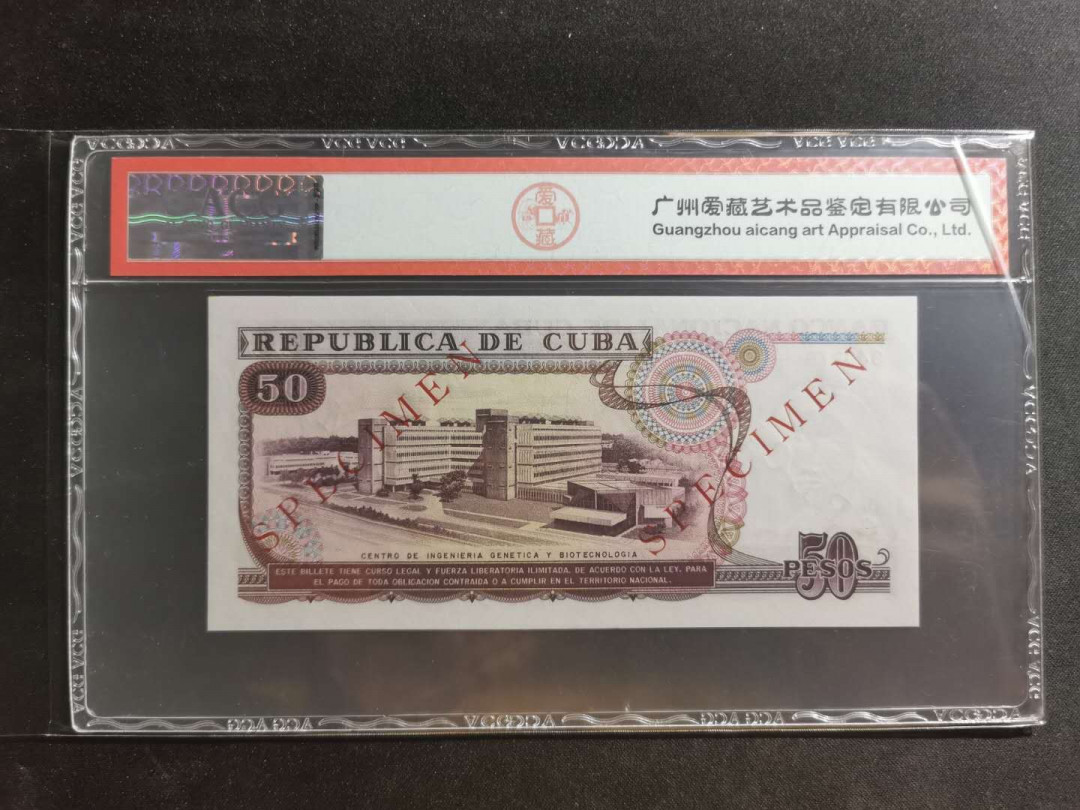 广州爱藏艺术品鉴定有限公司
Guangzhou aicang art Appraisal Co., Ltd.
爱藏
REPUBLICA DE CUBA
50
SPECIMEN
SPECIMEN
CENTRO DE INGENIERIA GENETICA Y BIOTECNOLOGIA
ESTE BILLETE TIENE CURSO LEGAL Y FUERZA LIBERATORIA ILIMITADA, DE ACUERDO CON LA LEY, PARA
EL PAGO DE TODA OBLIGACION CONTRAIDA O A CUMPLIR EN EL TERRITORIO NACIONAL.
50
PESOS